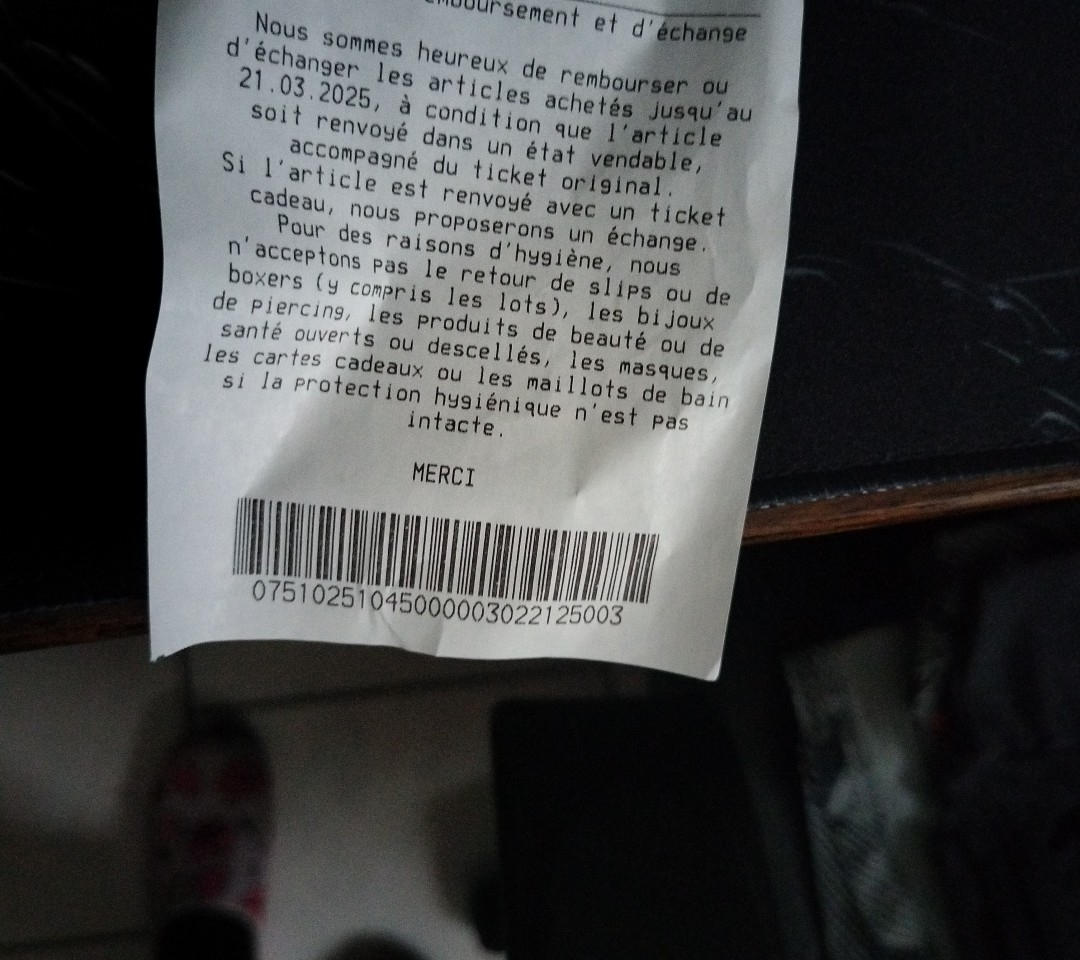 et d'échange
Nous sommes heureux de rembourser ou
d'échanger les articles achetés jusqu'au
21.03.2025, à condition que l'article
soit renvoyé dans un état vendable,
accompagné du ticket original.
Si l'article est renvoyé avec un ticket
cadeau, nous proposerons un échange.
Pour des raisons d'hygiène, nous
n'acceptons pas le retour de slips ou de
boxers (y compris les lots), les bijoux
de piercing, les produits de beauté ou de
santé ouverts ou descellés, les masques,
les cartes cadeaux ou les maillots de bain
si la protection hygiénique n'est pas
intacte.
MERCI
07510251045000003022125003